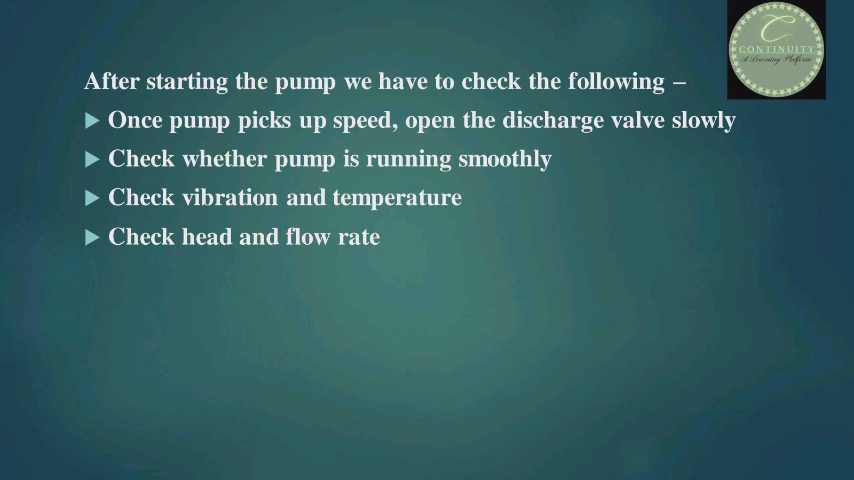 After starting the pump we have to check the following –
Once pump picks up speed, open the discharge valve slowly
Check whether pump is running smoothly
Check vibration and temperature
Check head and flow rate
C
CONTINUITY
A Learning Platform